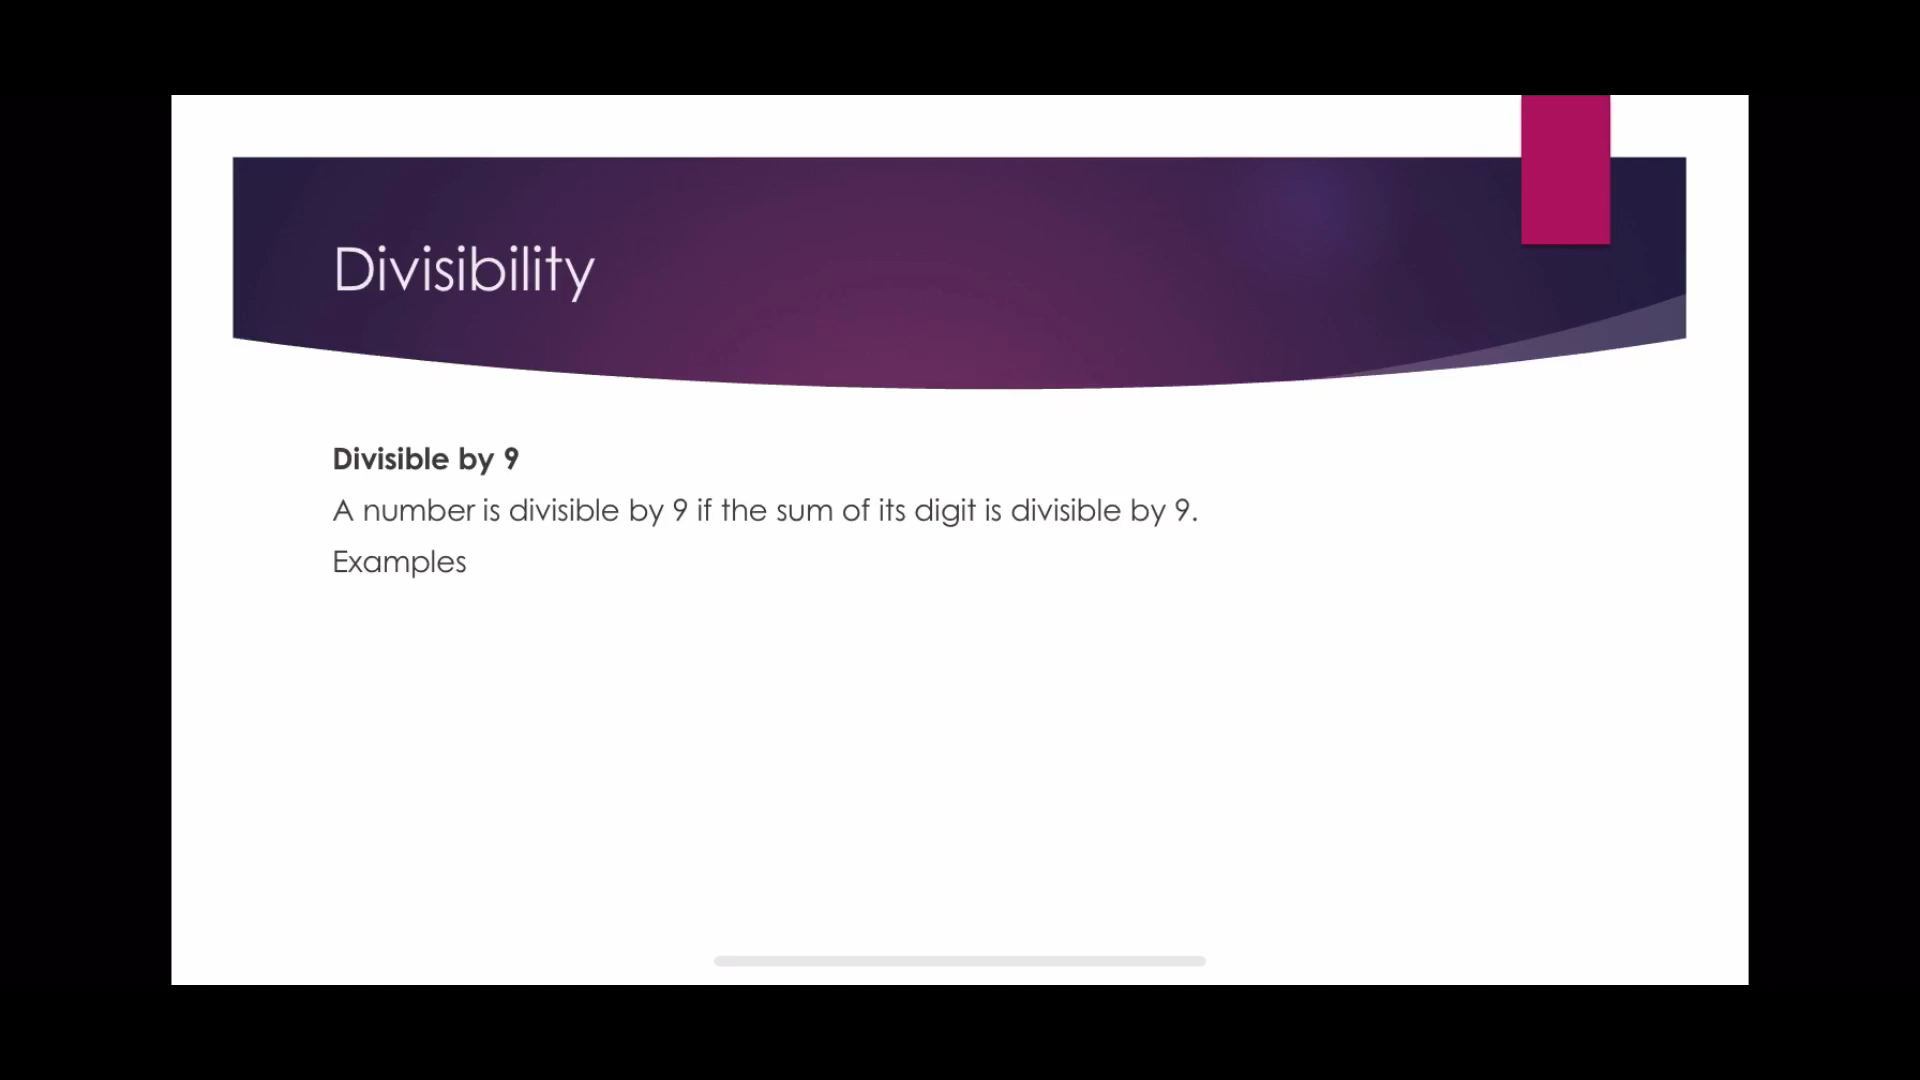 Divisibility
Divisible by 9
A number is divisible by 9 if the sum of its digit is divisible by 9.
Examples